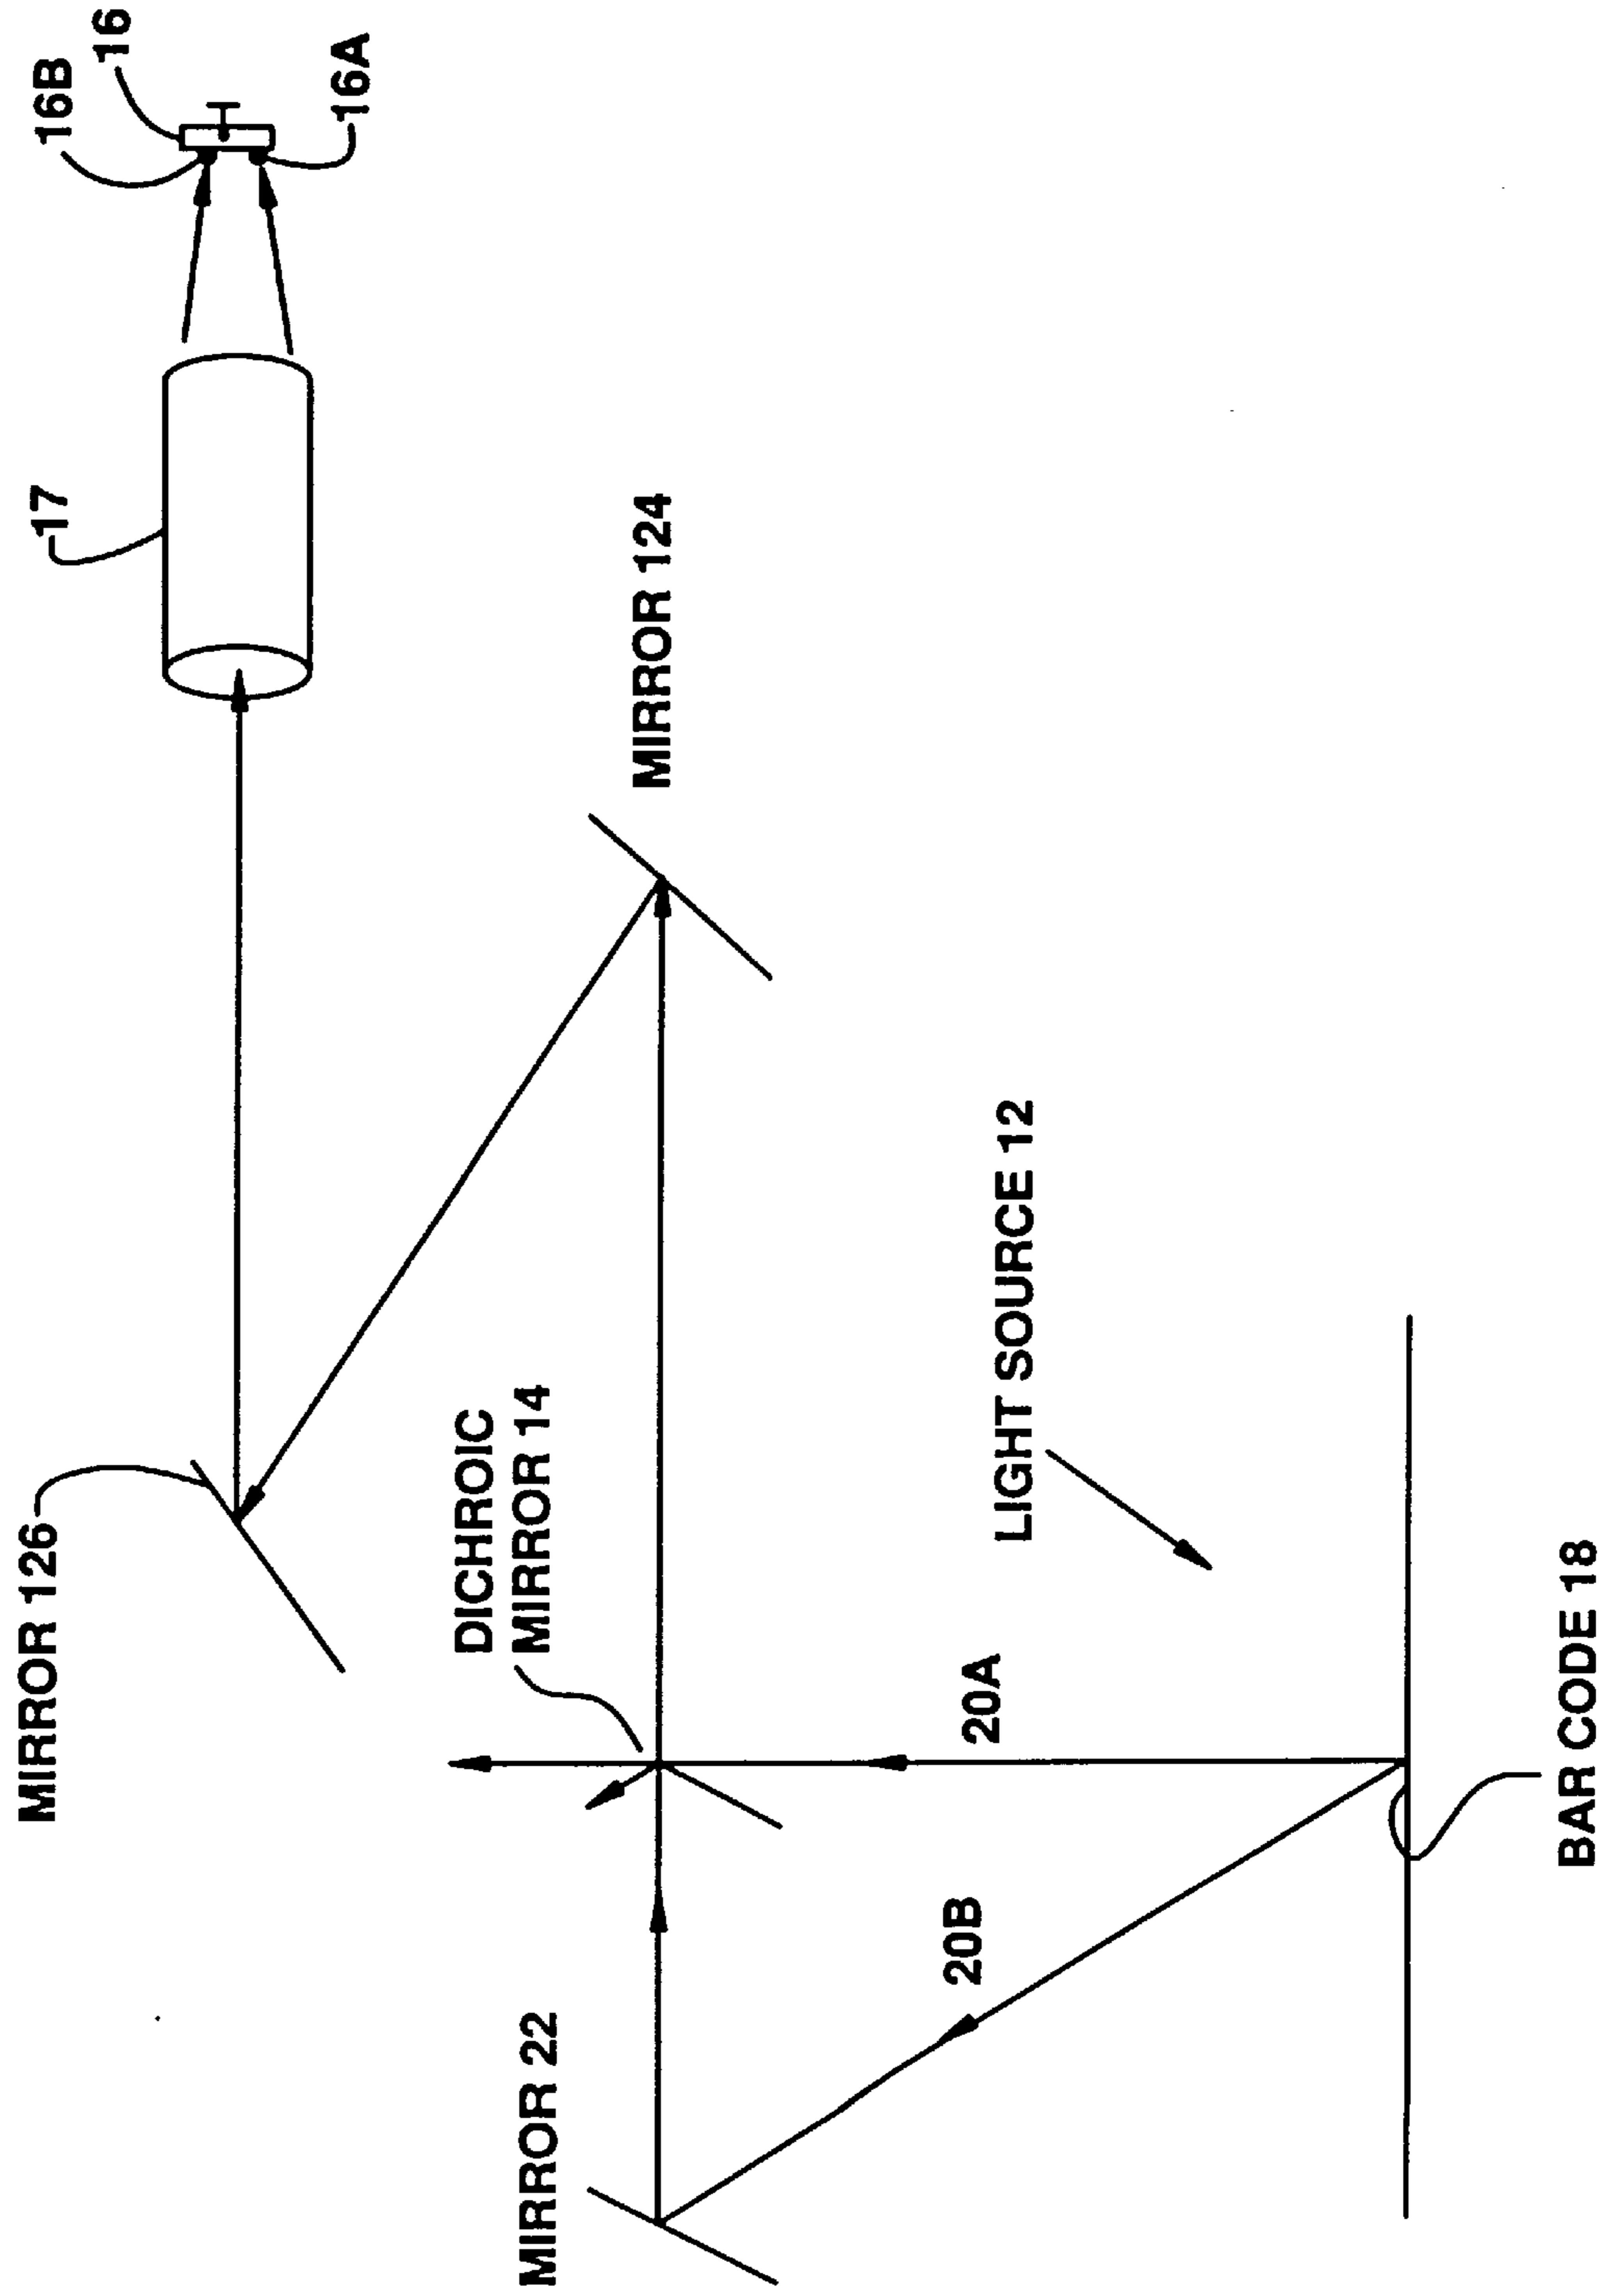 16B
16
16A
17
MIRROR 124
MIRROR 126
DICHROIC
MIRROR 14
LIGHT SOURCE 12
20A
20B
MIRROR 22
BAR CODE 18